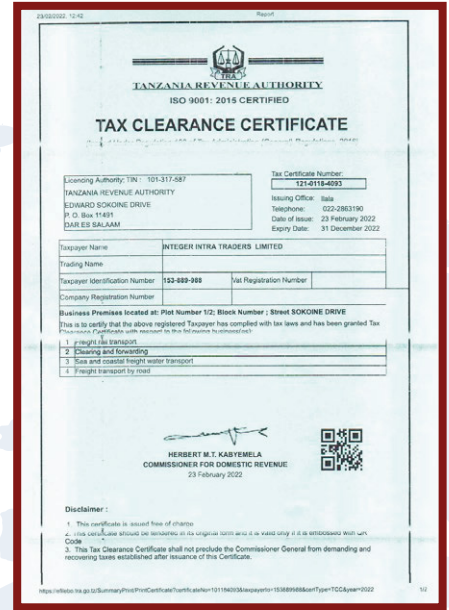 23/02/2022, 12:42 Report
TRA
TANZANIA REVENUE AUTHORITY
ISO 9001: 2015 CERTIFIED
TAX CLEARANCE CERTIFICATE
Licencing Authority: TIN : 101-317-587
TANZANIA REVENUE AUTHORITY
EDWARD SOKOINE DRIVE
P. O. Box 11491
DAR ES SALAAM
Tax Certificate Number:
121-0118-4093
Issuing Office: Ilala
Telephone: 022-2863190
Date of Issue: 23 February 2022
Expiry Date: 31 December 2022
Taxpayer Name INTEGER INTRA TRADERS LIMITED
Trading Name
Taxpayer Identification Number 153-889-988 Vat Registration Number
Company Registration Number
Business Premises located at: Plot Number 1/2; Block Number ; Street SOKOINE DRIVE
This is to certify that the above registered Taxpayer has complied with tax laws and has been granted Tax
Clearance Certificate with respect to the following business(es):
1 Freight rail transport
2 Clearing and forwarding
3 Sea and coastal freight water transport
4 Freight transport by road
HERBERT M.T. KABYEMELA
COMMISSIONER FOR DOMESTIC REVENUE
23 February 2022
Disclaimer :
1. This certificate is issued free of charge
2. This certificate should be rendered in its original form and it is valid only if it is embossed with QR
Code
3. This Tax Clearance Certificate shall not preclude the Commissioner General from demanding and
recovering taxes established after issuance of this Certificate.
1/2